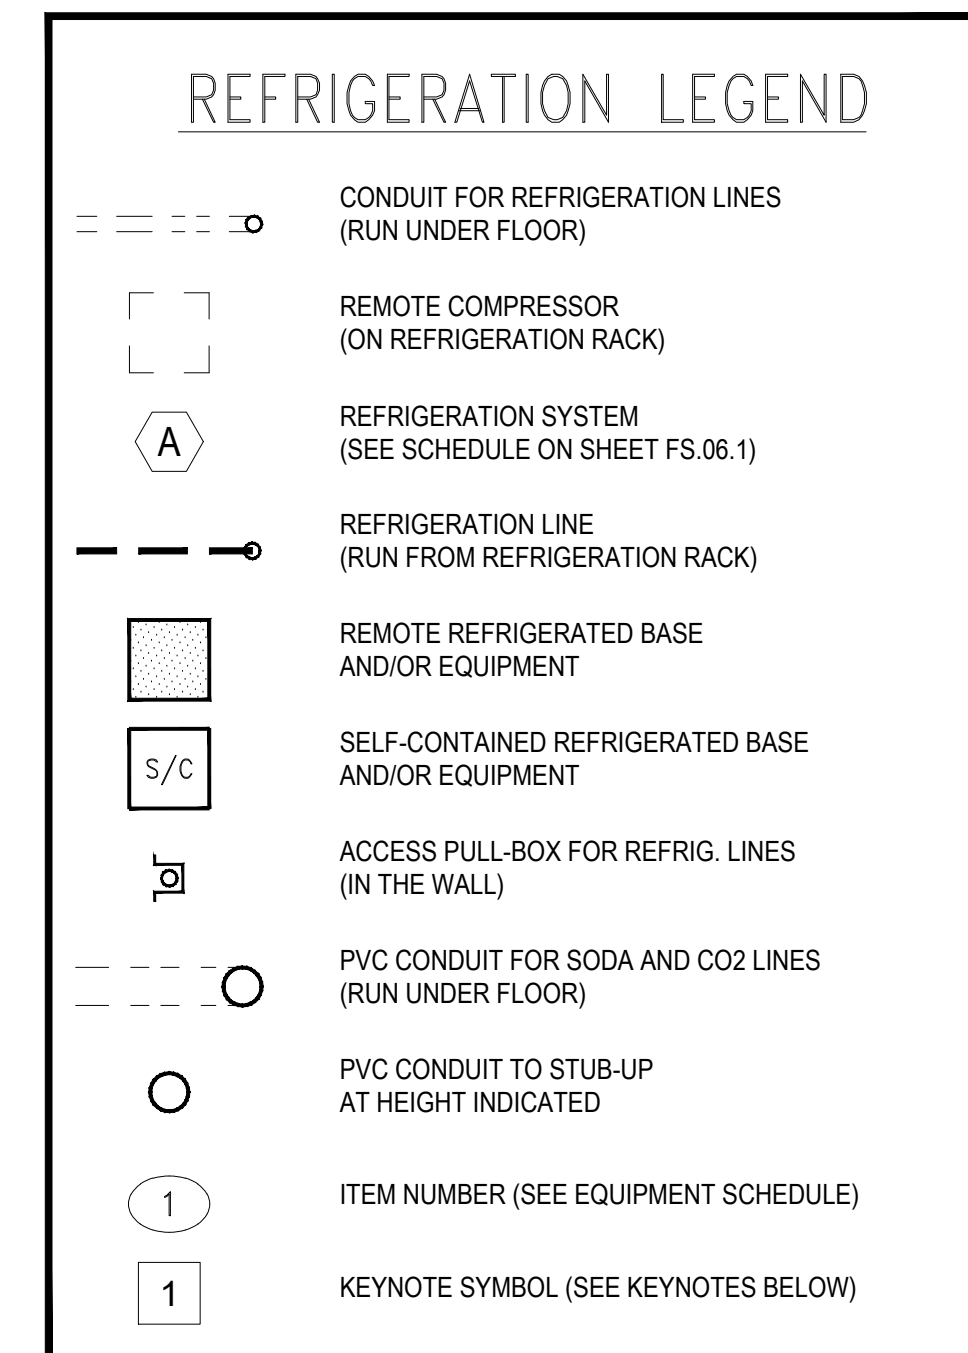 REFRIGERATION LEGEND
CONDUIT FOR REFRIGERATION LINES
(RUN UNDER FLOOR)
REMOTE COMPRESSOR
(ON REFRIGERATION RACK)
A
REFRIGERATION SYSTEM
(SEE SCHEDULE ON SHEET FS.06.1)
REFRIGERATION LINE
(RUN FROM REFRIGERATION RACK)
REMOTE REFRIGERATED BASE
AND/OR EQUIPMENT
S/C
SELF-CONTAINED REFRIGERATED BASE
AND/OR EQUIPMENT
ACCESS PULL-BOX FOR REFRIG. LINES
(IN THE WALL)
PVC CONDUIT FOR SODA AND CO2 LINES
(RUN UNDER FLOOR)
PVC CONDUIT TO STUB-UP
AT HEIGHT INDICATED
1 ITEM NUMBER (SEE EQUIPMENT SCHEDULE)
1 KEYNOTE SYMBOL (SEE KEYNOTES BELOW)